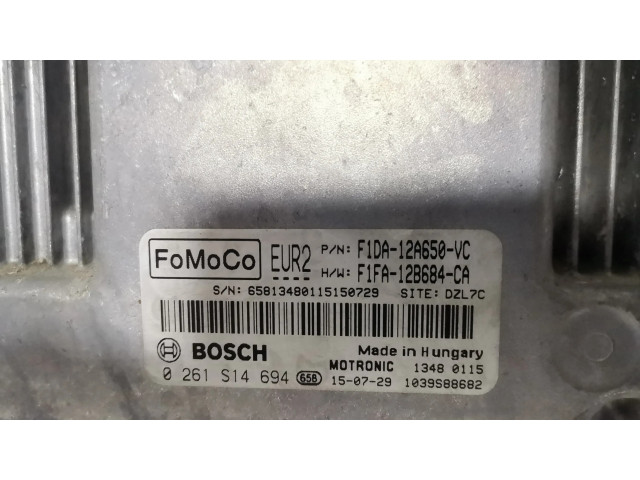 FoMoCo EUR2 P/N: F1DA-12A650-VC
H/W: F1FA-12B684-CA
S/N: 65813480115150729 SITE: DZL7C
BOSCH Made in Hungary
MOTRONIC 1348 0115
0 261 S14 694 658 15-07-29 1039S88682